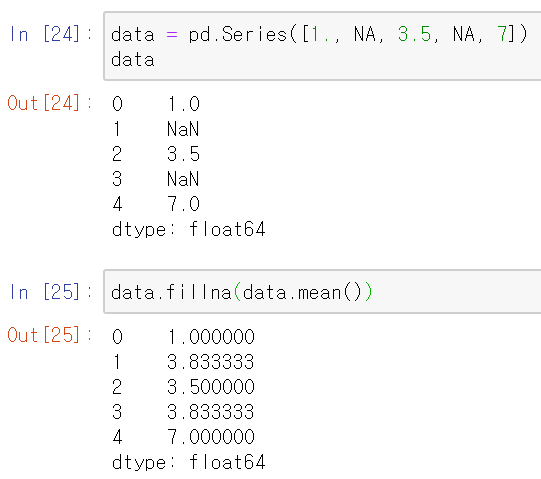 In [24]: data = pd.Series([1., NA, 3.5, NA, 7])
data
Out[24]: 0    1.0
1    NaN
2    3.5
3    NaN
4    7.0
dtype: float64
In [25]: data.fillna(data.mean())
Out[25]: 0    1.000000
1    3.833333
2    3.500000
3    3.833333
4    7.000000
dtype: float64